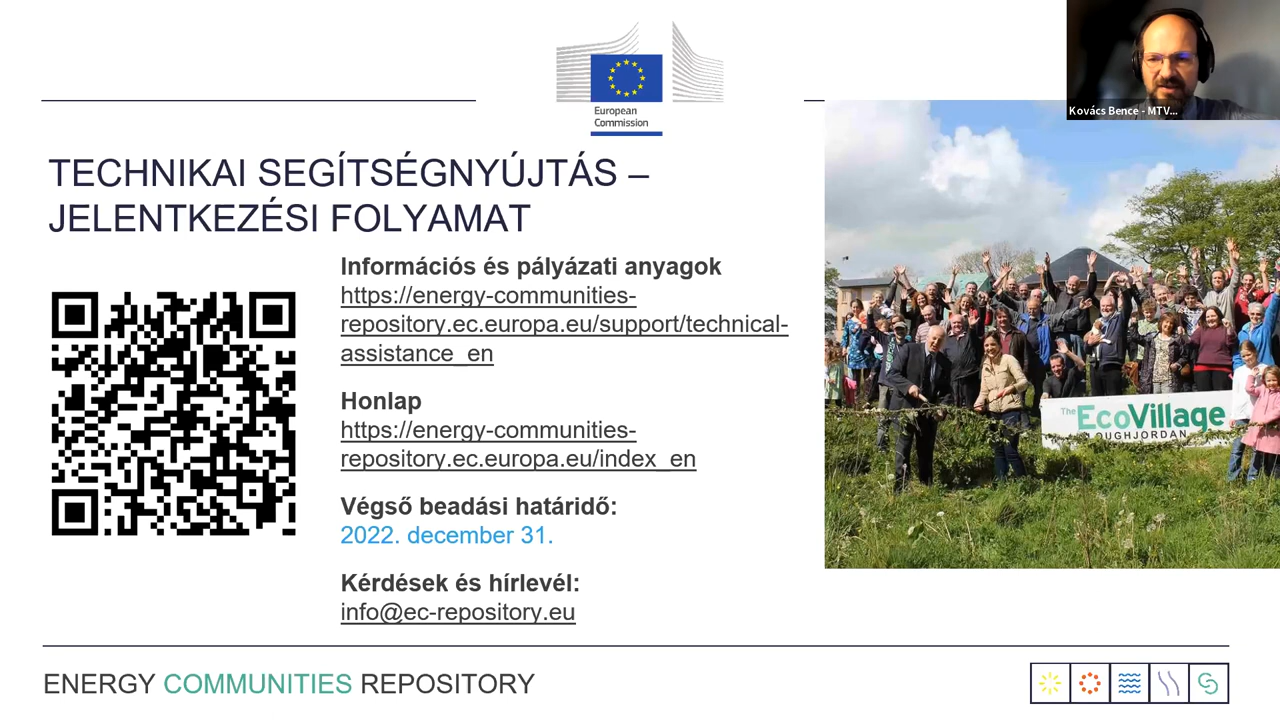 European
Commission
Kovács Bence - MTV...
TECHNIKAI SEGÍTSÉGNYÚJTÁS –
JELENTKEZÉSI FOLYAMAT
Információs és pályázati anyagok
https://energy-communities-
repository.ec.europa.eu/support/technical-
assistance_en
Honlap
https://energy-communities-
repository.ec.europa.eu/index_en
Végső beadási határidő:
2022. december 31.
Kérdések és hírlevél:
info@ec-repository.eu
The EcoVillage
LOUGHJORDAN
ENERGY COMMUNITIES REPOSITORY